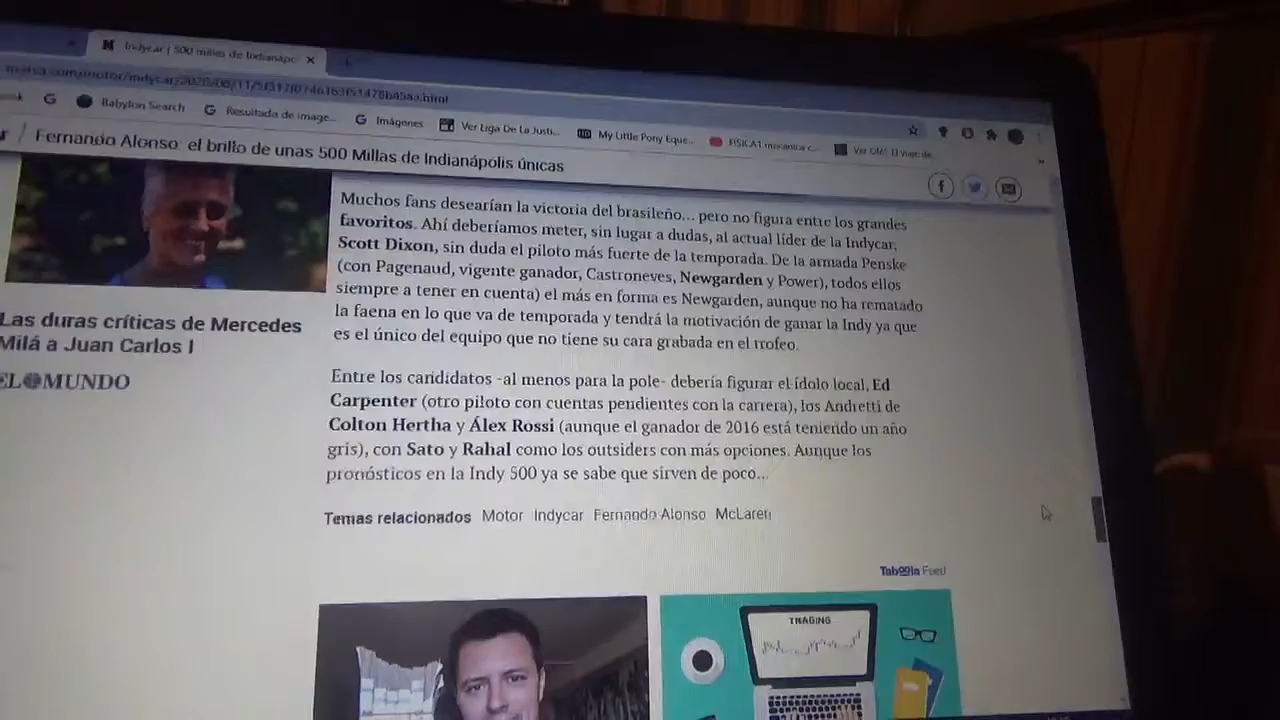 Indycar | 500 millas de Indianápo
Babylon Search
Resultado de image...
Imágenes
Ver Liga De La Justi...
My Little Pony Eque...
FISICA1 mecanica c...
r / Fernando Alonso, el brillo de unas 500 Millas de Indianápolis únicas
Muchos fans desearían la victoria del brasileño... pero no figura entre los grandes
favoritos. Ahí deberíamos meter, sin lugar a dudas, al actual líder de la Indycar,
Scott Dixon, sin duda el piloto más fuerte de la temporada. De la armada Penske
(con Pagenaud, vigente ganador, Castroneves, Newgarden y Power), todos ellos
siempre a tener en cuenta) el más en forma es Newgarden, aunque no ha rematado
la faena en lo que va de temporada y tendrá la motivación de ganar la Indy ya que
es el único del equipo que no tiene su cara grabada en el trofeo.
Las duras críticas de Mercedes
Milá a Juan Carlos I
EL MUNDO
Entre los candidatos -al menos para la pole- debería figurar el ídolo local, Ed
Carpenter (otro piloto con cuentas pendientes con la carrera), los Andretti de
Colton Hertha y Álex Rossi (aunque el ganador de 2016 está teniendo un año
gris), con Sato y Rahal como los outsiders con más opciones. Aunque los
pronósticos en la Indy 500 ya se sabe que sirven de poco...
Temas relacionados Motor Indycar Fernando Alonso McLaren
Taboola Feed